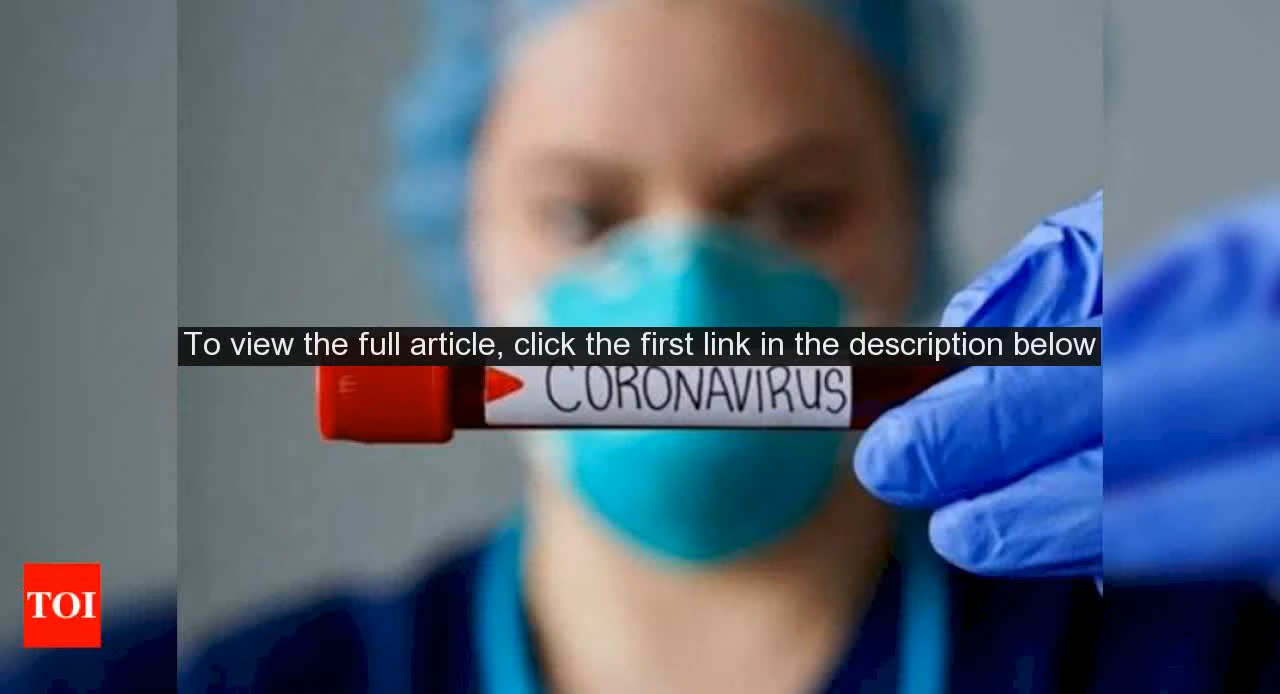 To view the full article, click the first link in the description below
CORONAVIRUS
TOI